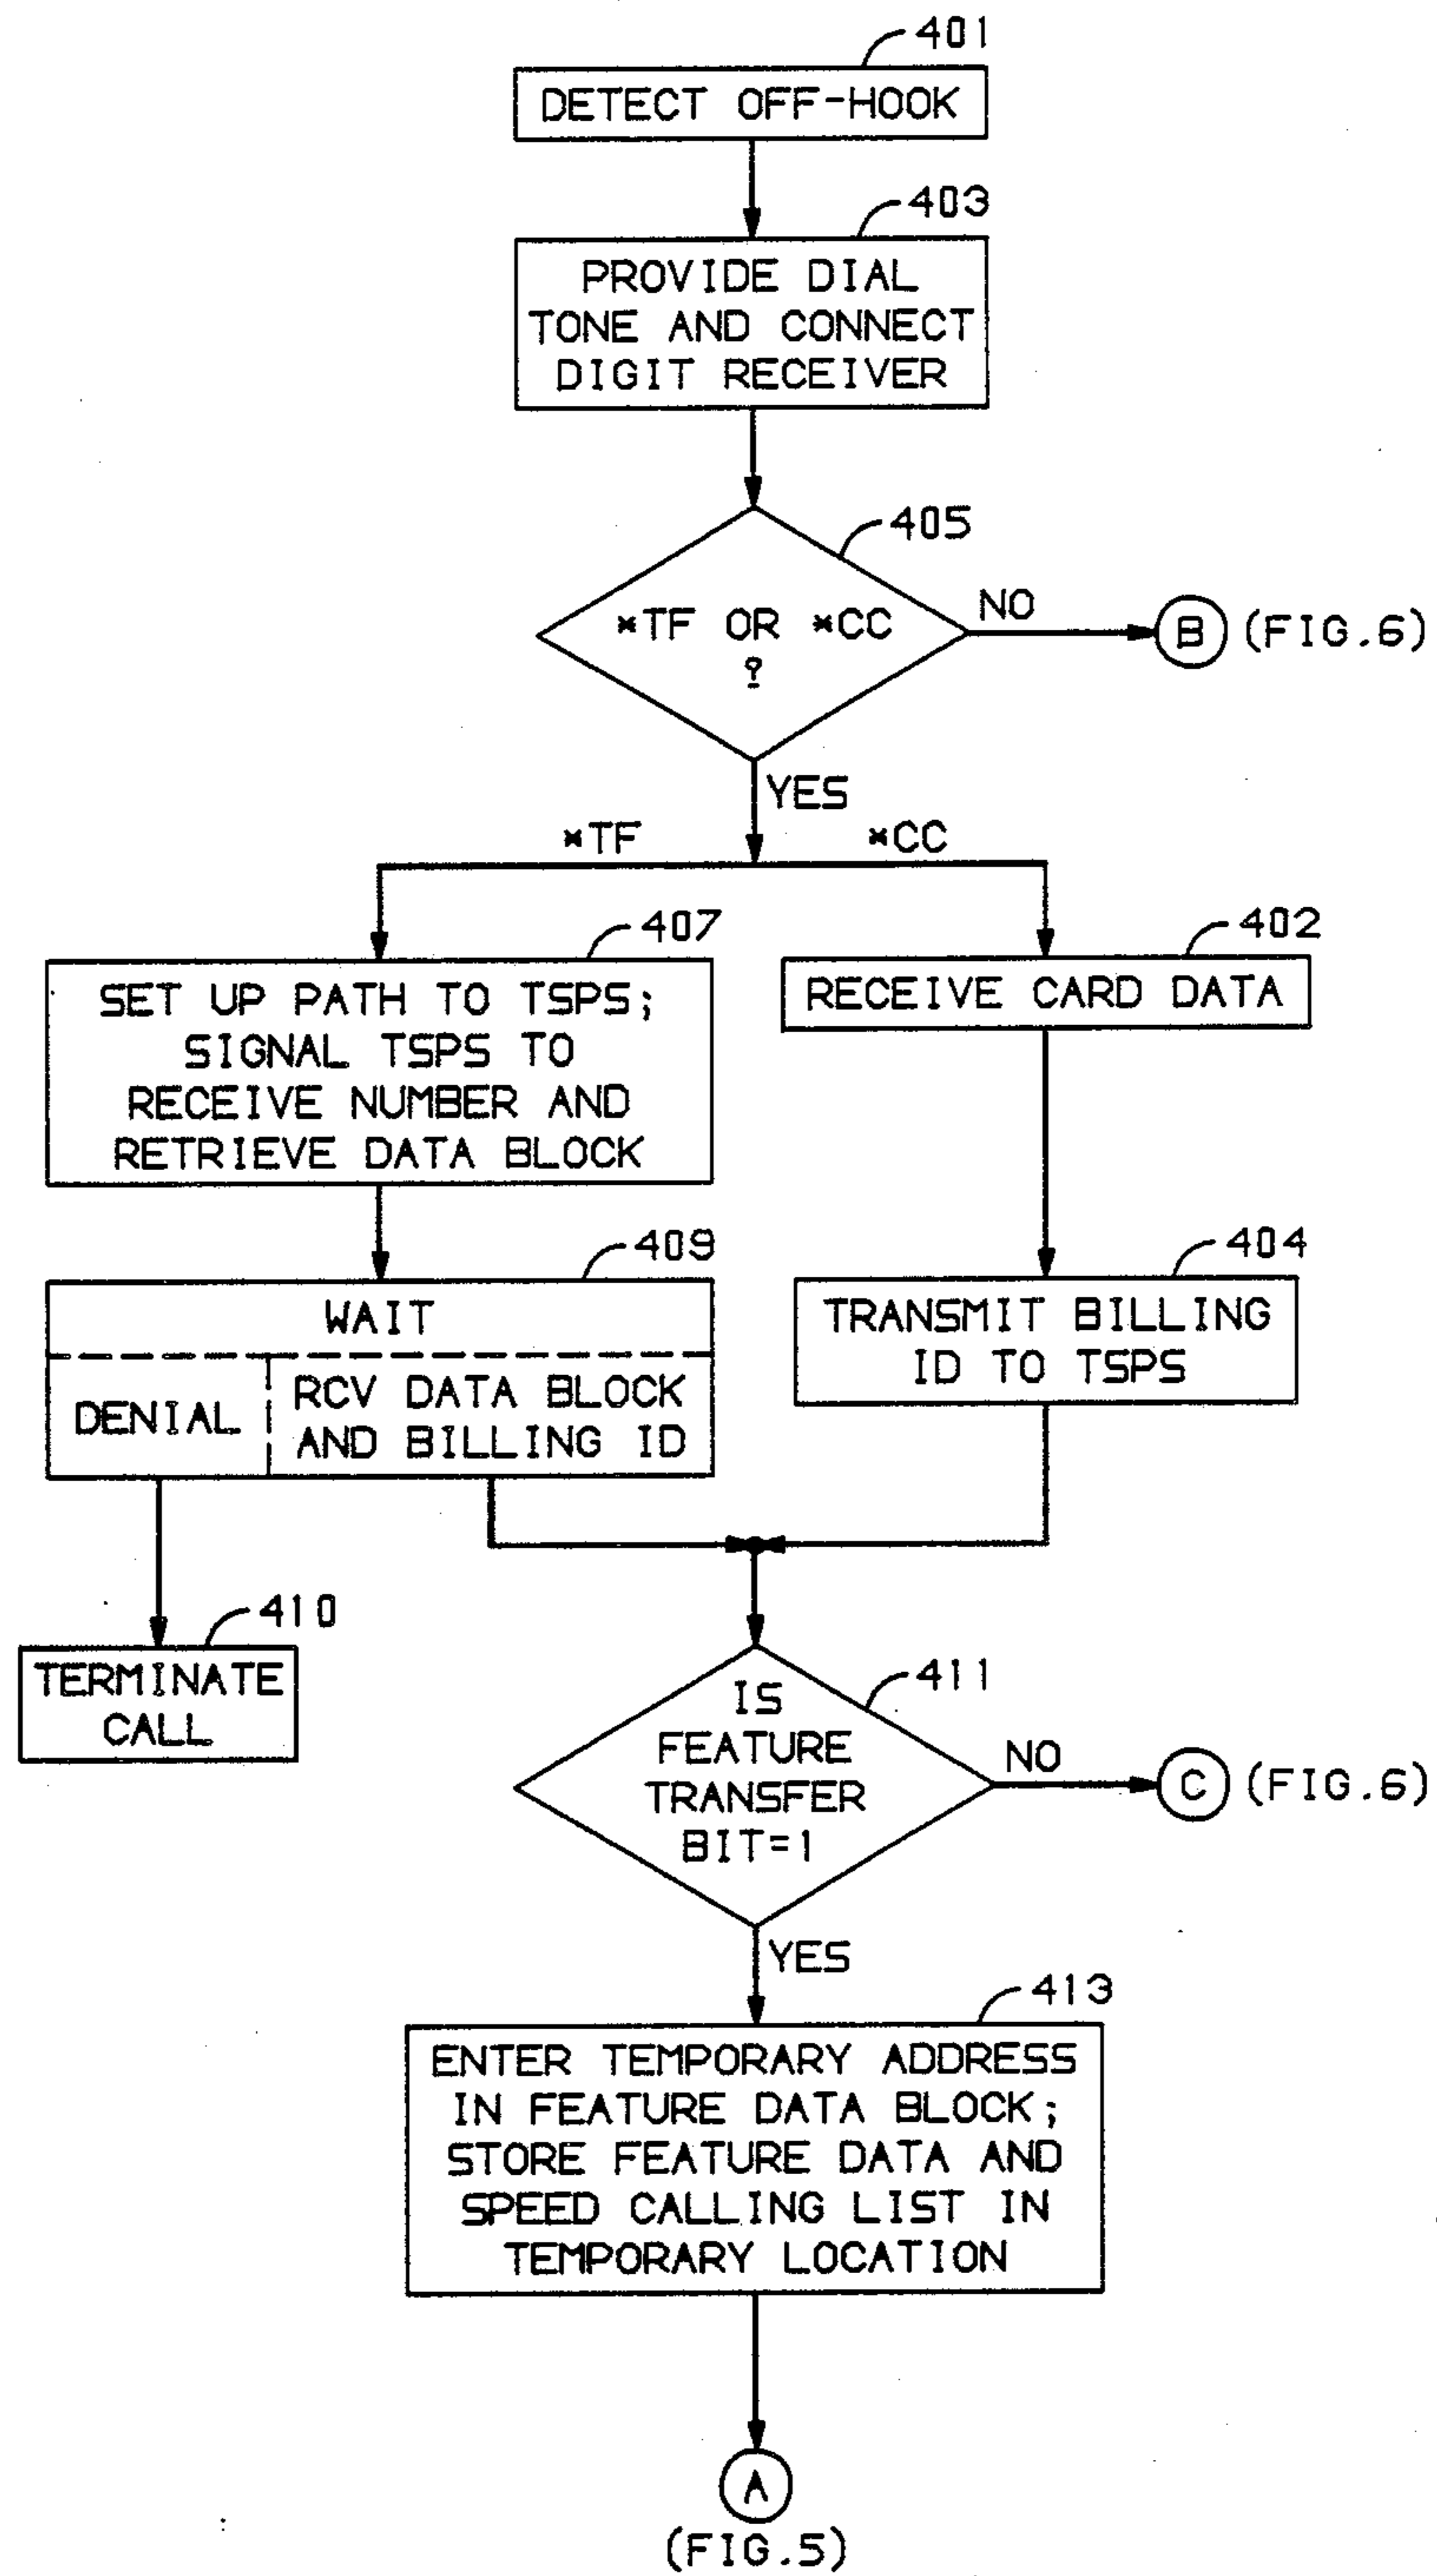 401
DETECT OFF-HOOK
403
PROVIDE DIAL
TONE AND CONNECT
DIGIT RECEIVER
405
*TF OR *CC
?
NO
B (FIG.6)
YES
*TF
*CC
407
SET UP PATH TO TSPS;
SIGNAL TSPS TO
RECEIVE NUMBER AND
RETRIEVE DATA BLOCK
402
RECEIVE CARD DATA
409
WAIT
DENIAL
RCV DATA BLOCK
AND BILLING ID
404
TRANSMIT BILLING
ID TO TSPS
410
TERMINATE
CALL
411
IS
FEATURE
TRANSFER
BIT=1
NO
C (FIG.6)
YES
413
ENTER TEMPORARY ADDRESS
IN FEATURE DATA BLOCK;
STORE FEATURE DATA AND
SPEED CALLING LIST IN
TEMPORARY LOCATION
A
(FIG.5)